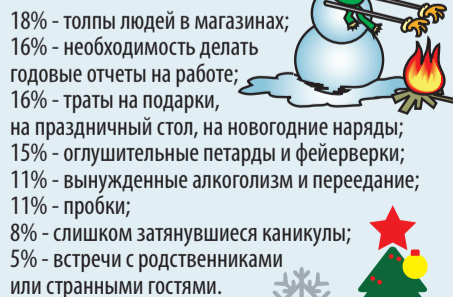 18% - толпы людей в магазинах;
16% - необходимость делать
годовые отчеты на работе;
16% - траты на подарки,
на праздничный стол, на новогодние наряды;
15% - оглушительные петарды и фейерверки;
11% - вынужденные алкоголизм и переедание;
11% - пробки;
8% - слишком затянувшиеся каникулы;
5% - встречи с родственниками
или странными гостями.